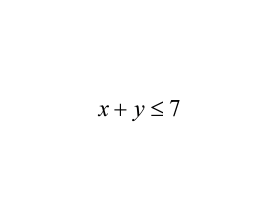 x + y ≤ 7